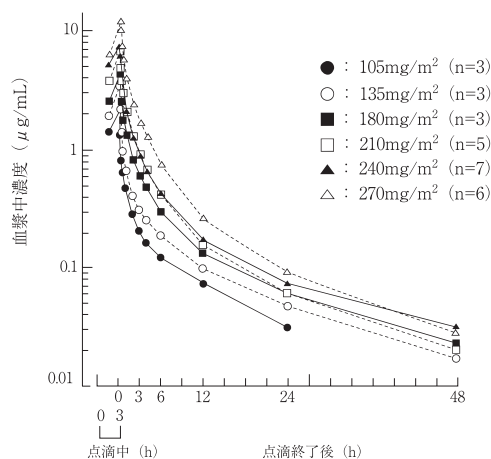 血漿中濃度（μg/mL）
10
1
0.1
0.01
●：105mg/m²（n=3）
○：135mg/m²（n=3）
■：180mg/m²（n=3）
□：210mg/m²（n=5）
▲：240mg/m²（n=7）
△：270mg/m²（n=6）
0 3 6 12 24 48
0 3
点滴中（h） 点滴終了後（h）